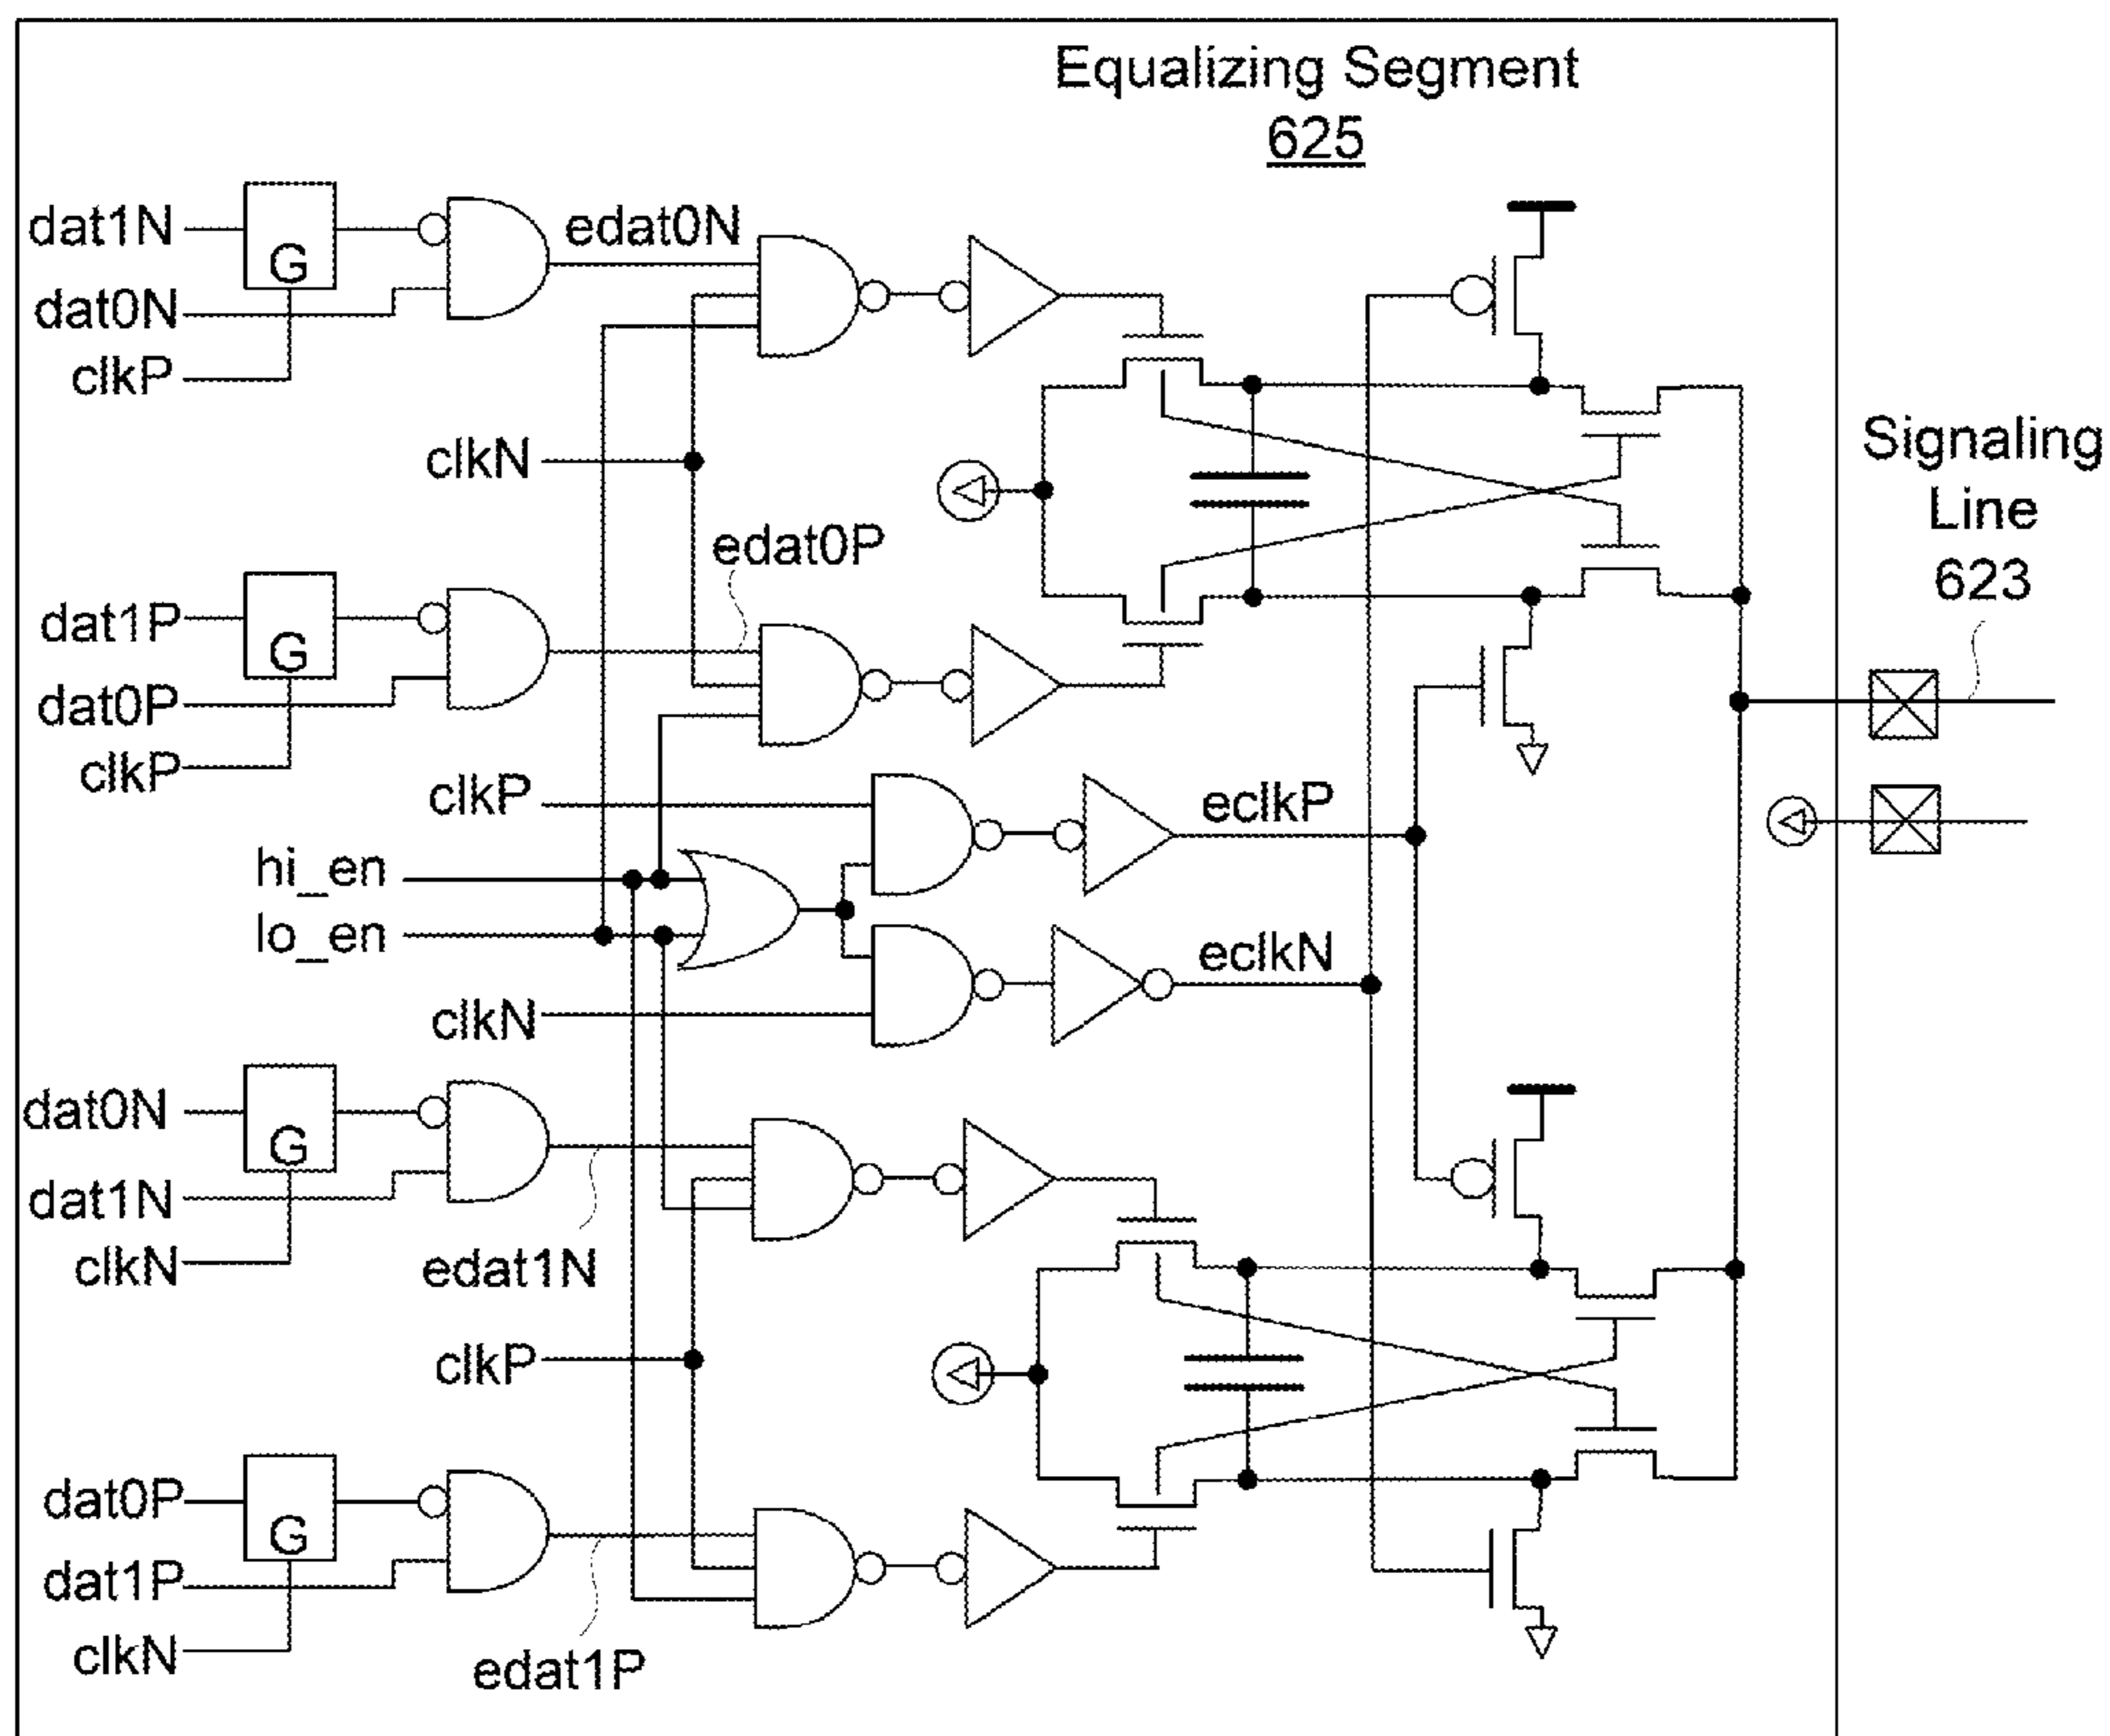 Equalizing Segment
625
dat1N
G
edat0N
dat0N
clkP
clkN
Signaling
Line
623
edat0P
dat1P
G
dat0P
clkP
clkP
eclkP
hi_en
lo_en
eclkN
clkN
dat0N
G
dat1N
clkN
edat1N
clkP
dat0P
G
dat1P
clkN
edat1P